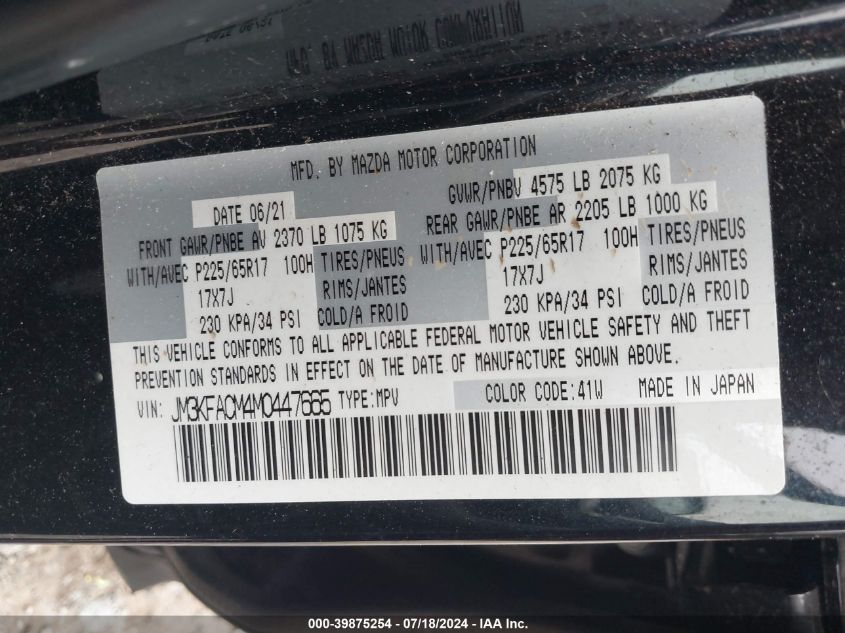 MFD. BY MAZDA MOTOR CORPORATION
DATE 06/21 GVWR/PNBV 4575 LB 2075 KG
FRONT GAWR/PNBE AV 2370 LB 1075 KG REAR GAWR/PNBE AR 2205 LB 1000 KG
WITH/AVEC P225/65R17 100H TIRES/PNEUS WITH/AVEC P225/65R17 100H TIRES/PNEUS
17X7J RIMS/JANTES 17X7J RIMS/JANTES
230 KPA/34 PSI COLD/A FROID 230 KPA/34 PSI COLD/A FROID
THIS VEHICLE CONFORMS TO ALL APPLICABLE FEDERAL MOTOR VEHICLE SAFETY AND THEFT
PREVENTION STANDARDS IN EFFECT ON THE DATE OF MANUFACTURE SHOWN ABOVE.
VIN: JM3KFACM4M0447665 TYPE:MPV COLOR CODE:41W MADE IN JAPAN
000-39875254 - 07/18/2024 - IAA Inc.